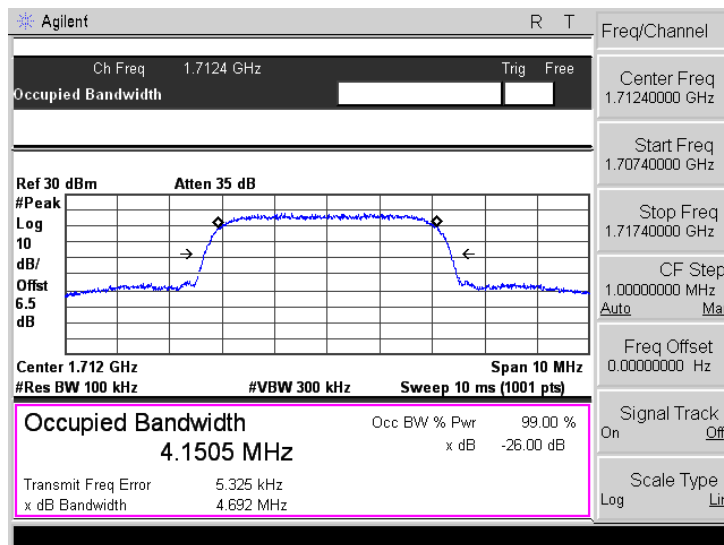 Agilent R T
Freq/Channel
Ch Freq 1.7124 GHz Trig Free
Occupied Bandwidth
Center Freq
1.71240000 GHz
Start Freq
1.70740000 GHz
Stop Freq
1.71740000 GHz
CF Step
1.00000000 MHz
Auto Ma
Freq Offset
0.00000000 Hz
Signal Track
On Off
Scale Type
Log Lin
Ref 30 dBm Atten 35 dB
#Peak
Log
10
dB/
Offst
6.5
dB
Center 1.712 GHz Span 10 MHz
#Res BW 100 kHz #VBW 300 kHz Sweep 10 ms (1001 pts)
Occupied Bandwidth Occ BW % Pwr 99.00 %
4.1505 MHz x dB -26.00 dB
Transmit Freq Error 5.325 kHz
x dB Bandwidth 4.692 MHz